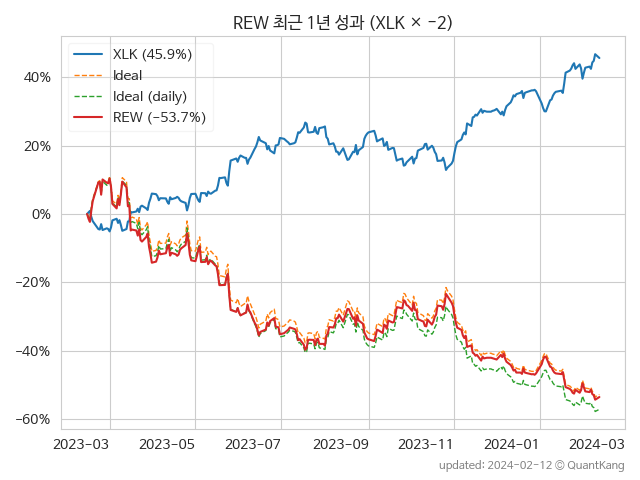 REW 최근 1년 성과 (XLK × −2)
XLK (45.9%)
Ideal
Ideal (daily)
REW (−53.7%)
40%
20%
0%
−20%
−40%
−60%
2023-03 2023-05 2023-07 2023-09 2023-11 2024-01 2024-03
updated: 2024-02-12 © QuantKang